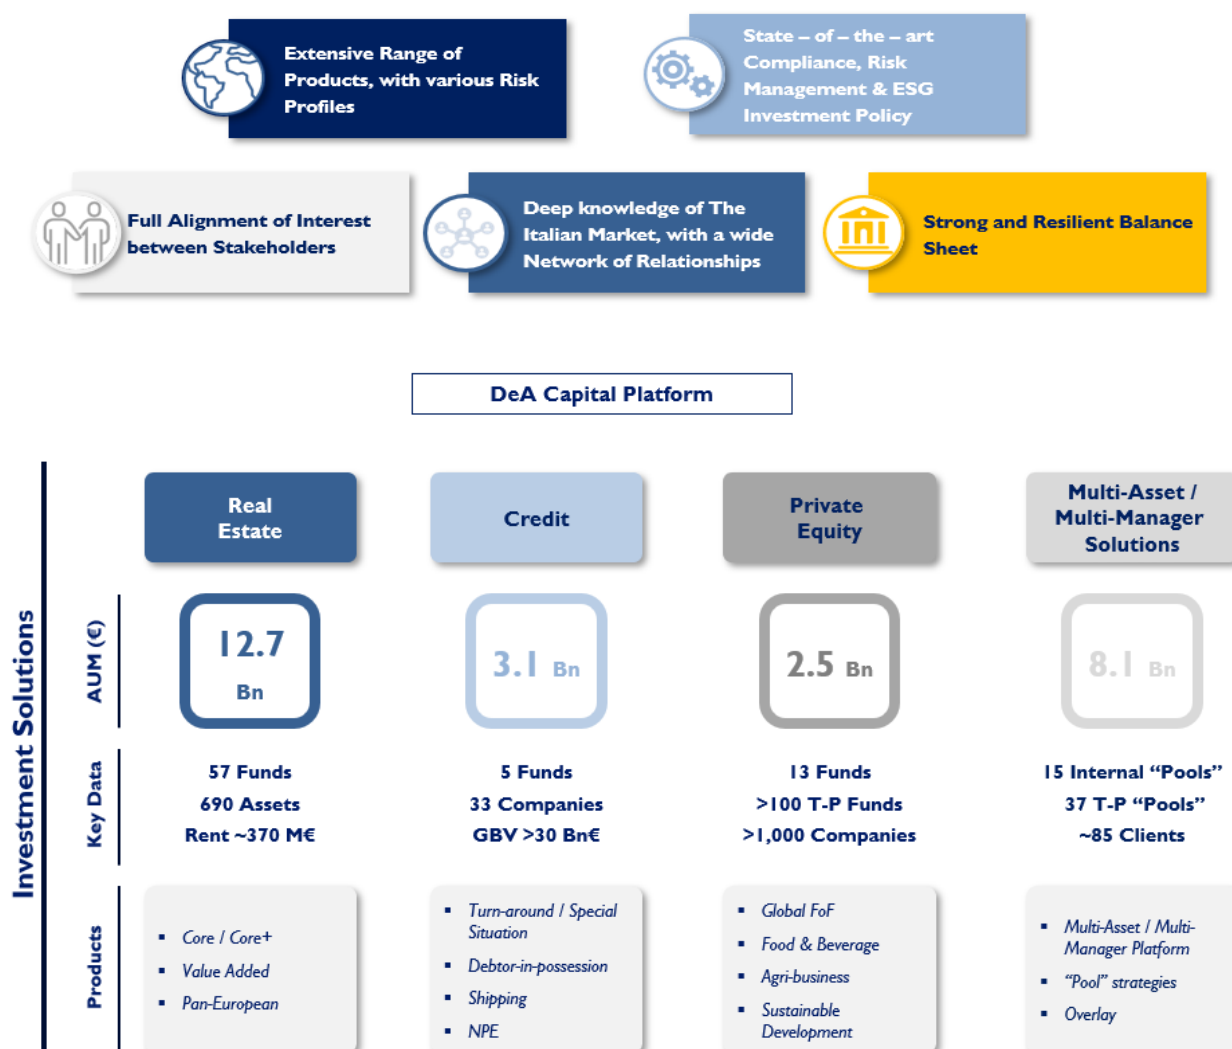 Extensive Range of
Products, with various Risk
Profiles
State – of – the – art
Compliance, Risk
Management & ESG
Investment Policy
Full Alignment of Interest
between Stakeholders
Deep knowledge of The
Italian Market, with a wide
Network of Relationships
Strong and Resilient Balance
Sheet
DeA Capital Platform
Investment Solutions
Real
Estate
Credit
Private
Equity
Multi-Asset /
Multi-Manager
Solutions
AUM (€)
12.7
Bn
3.1 Bn
2.5 Bn
8.1 Bn
Key Data
57 Funds
690 Assets
Rent ~370 M€
5 Funds
33 Companies
GBV >30 Bn€
13 Funds
>100 T-P Funds
>1,000 Companies
15 Internal “Pools”
37 T-P “Pools”
~85 Clients
Products
▪ Core / Core+
▪ Value Added
▪ Pan-European
▪ Turn-around / Special
Situation
▪ Debtor-in-possession
▪ Shipping
▪ NPE
▪ Global FoF
▪ Food & Beverage
▪ Agri-business
▪ Sustainable
Development
▪ Multi-Asset / Multi-
Manager Platform
▪ “Pool” strategies
▪ Overlay